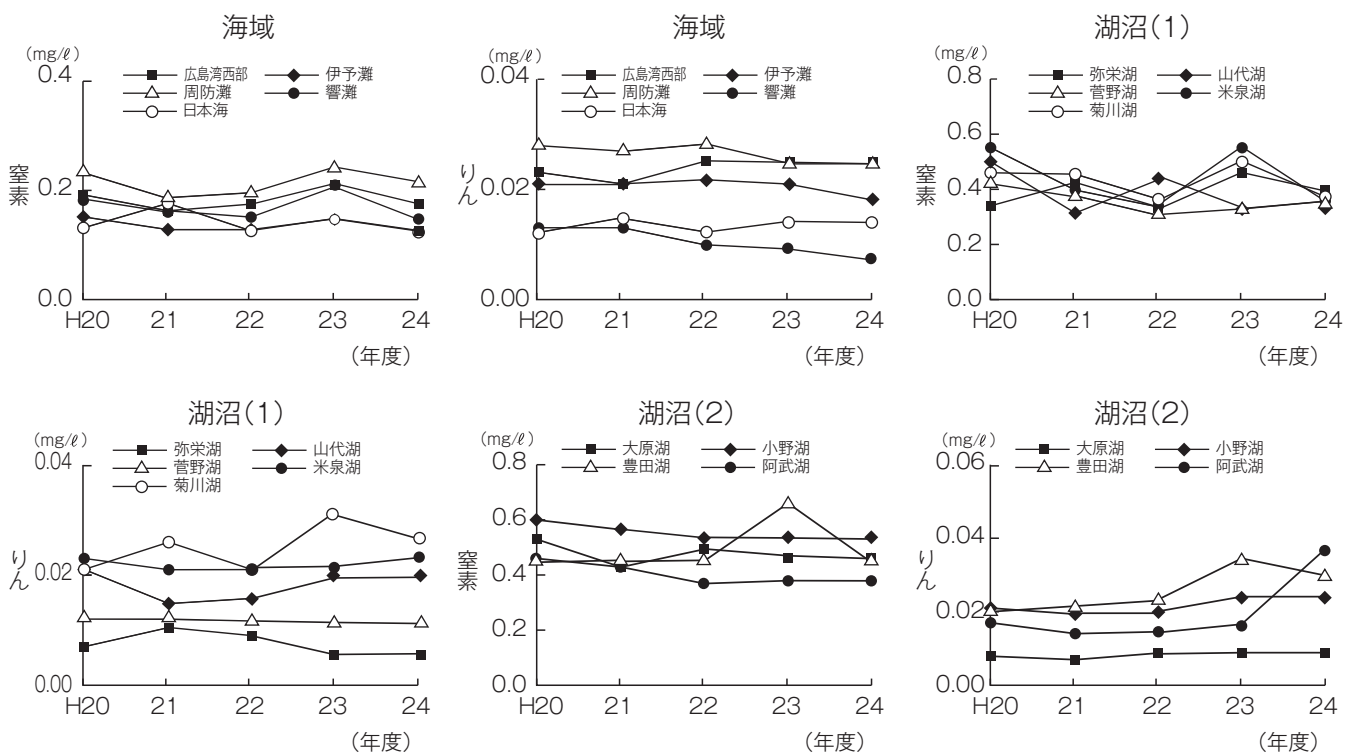 海域
(mg/ℓ)
0.4
0.2
0.0
窒素
広島湾西部 伊予灘
周防灘 響灘
日本海
H20 21 22 23 24
(年度)
海域
(mg/ℓ)
0.04
0.02
0.00
りん
広島湾西部 伊予灘
周防灘 響灘
日本海
H20 21 22 23 24
(年度)
湖沼(1)
(mg/ℓ)
0.8
0.6
0.4
0.2
0.0
窒素
弥栄湖 山代湖
菅野湖 米泉湖
菊川湖
H20 21 22 23 24
(年度)
湖沼(1)
(mg/ℓ)
0.04
0.02
0.00
りん
弥栄湖 山代湖
菅野湖 米泉湖
菊川湖
H20 21 22 23 24
(年度)
湖沼(2)
(mg/ℓ)
0.8
0.6
0.4
0.2
0.0
窒素
大原湖 小野湖
豊田湖 阿武湖
H20 21 22 23 24
(年度)
湖沼(2)
(mg/ℓ)
0.06
0.04
0.02
0.00
りん
大原湖 小野湖
豊田湖 阿武湖
H20 21 22 23 24
(年度)